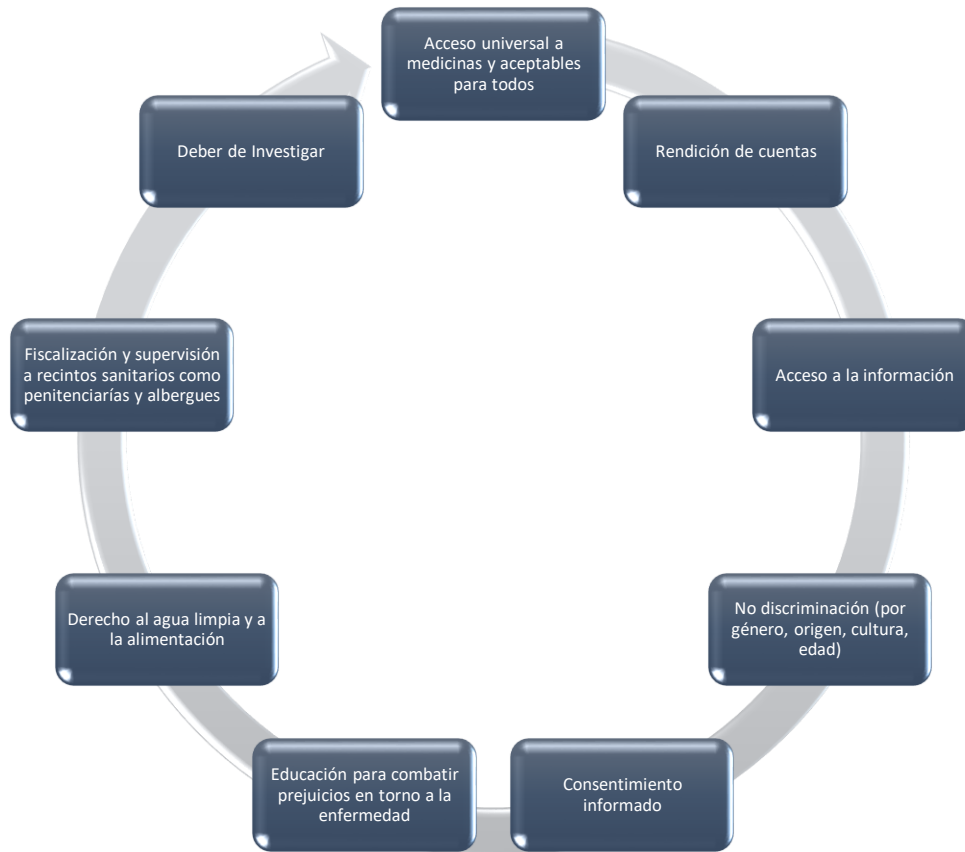 Acceso universal a
medicinas y aceptables
para todos
Rendición de cuentas
Acceso a la información
No discriminación (por
género, origen, cultura,
edad)
Consentimiento
informado
Educación para combatir
prejuicios en torno a la
enfermedad
Derecho al agua limpia y a
la alimentación
Fiscalización y supervisión
a recintos sanitarios como
penitenciarías y albergues
Deber de Investigar